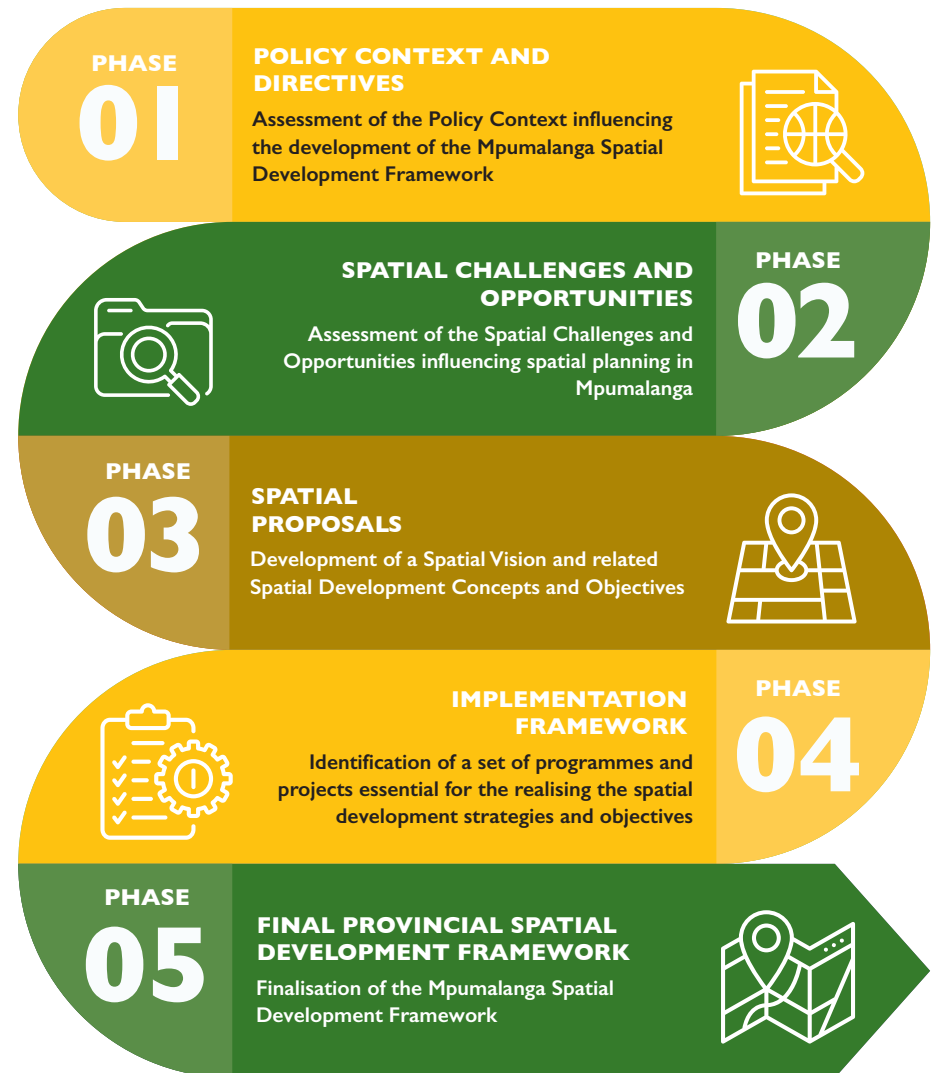 PHASE
01
POLICY CONTEXT AND
DIRECTIVES
Assessment of the Policy Context influencing
the development of the Mpumalanga Spatial
Development Framework
SPATIAL CHALLENGES AND
OPPORTUNITIES
Assessment of the Spatial Challenges and
Opportunities influencing spatial planning in
Mpumalanga
PHASE
02
PHASE
03
SPATIAL
PROPOSALS
Development of a Spatial Vision and related
Spatial Development Concepts and Objectives
IMPLEMENTATION
FRAMEWORK
Identification of a set of programmes and
projects essential for the realising the spatial
development strategies and objectives
PHASE
04
PHASE
05
FINAL PROVINCIAL SPATIAL
DEVELOPMENT FRAMEWORK
Finalisation of the Mpumalanga Spatial
Development Framework